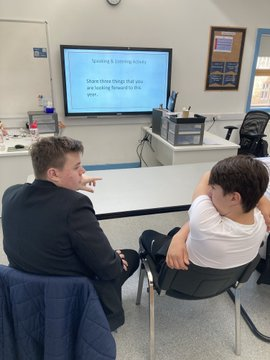 Speaking & Listening Activity
Share three things that you
are looking forward to this
year.